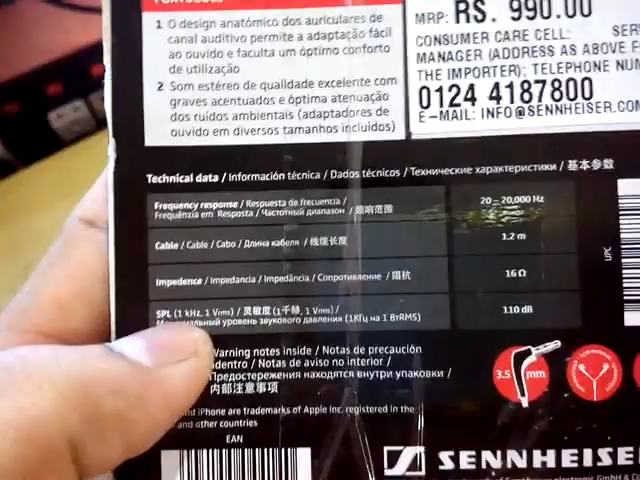 1 O design anatómico dos auriculares de
canal auditivo permite a adaptação fácil
ao ouvido e faculta um óptimo conforto
de utilização
2 Som estéreo de qualidade excelente com
graves acentuados e óptima atenuação
dos ruídos ambientais (adaptadores de
ouvido em diversos tamanhos incluídos)
MRP: RS. 990.00
CONSUMER CARE CELL:
MANAGER (ADDRESS AS ABOVE
THE IMPORTER); TELEPHONE
0124 4187800
E-MAIL: INFO@SENNHEISER.CO
Technical data / Información técnica / Dados técnicos / Технические характеристики / 基本参数
Frequency response / Respuesta de frecuencia /
Frequência em Resposta / Частотный диапазон / 频响范围
20 – 20,000 Hz
Cable / Cable / Cabo / Длина кабеля / 线缆长度
1.2 m
Impedence / Impedancia / Impedância / Сопротивление / 阻抗
16 Ω
SPL (1 kHz, 1 Vrms) / 灵敏度 (1千赫, 1 Vrms) /
уровень звукового давления (1КГц на 1 ВтRMS)
110 dB
Warning notes inside / Notas de precaución
dentro / Notas de aviso no interior /
Предостережения находятся внутри упаковки /
内部注意事项
3.5 mm
and iPhone are trademarks of Apple Inc. registered in the
and other countries
EAN
UPC
SENNHEISER